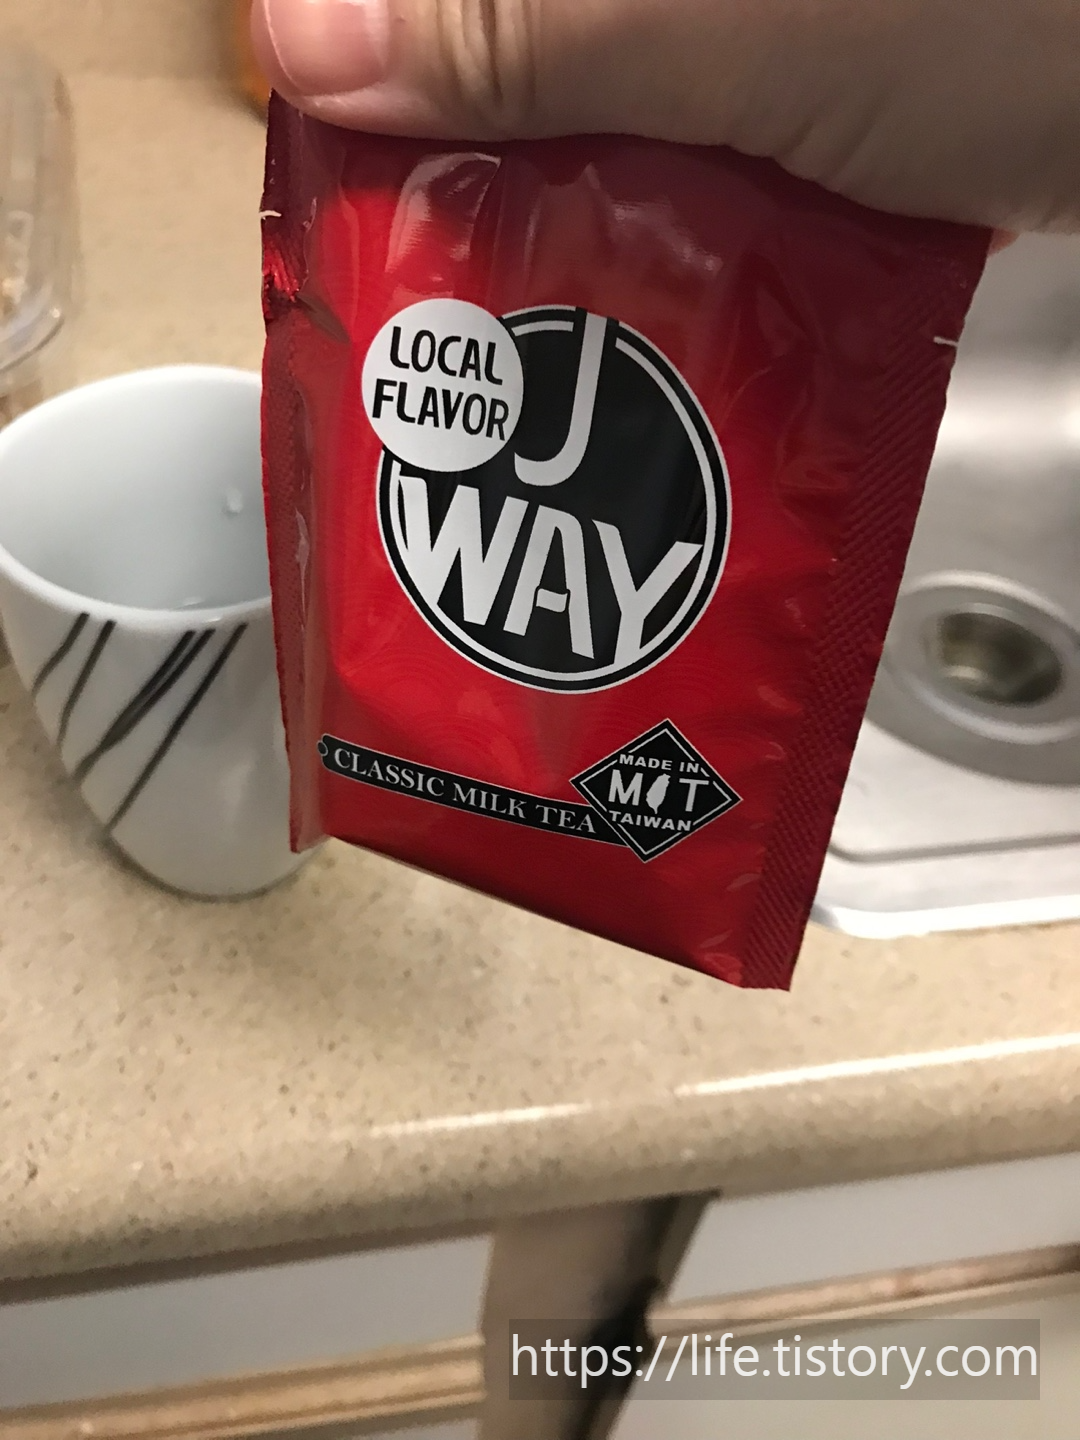 LOCAL
FLAVOR
J
WAY
CLASSIC MILK TEA
MADE IN
MIT
TAIWAN
https://life.tistory.com